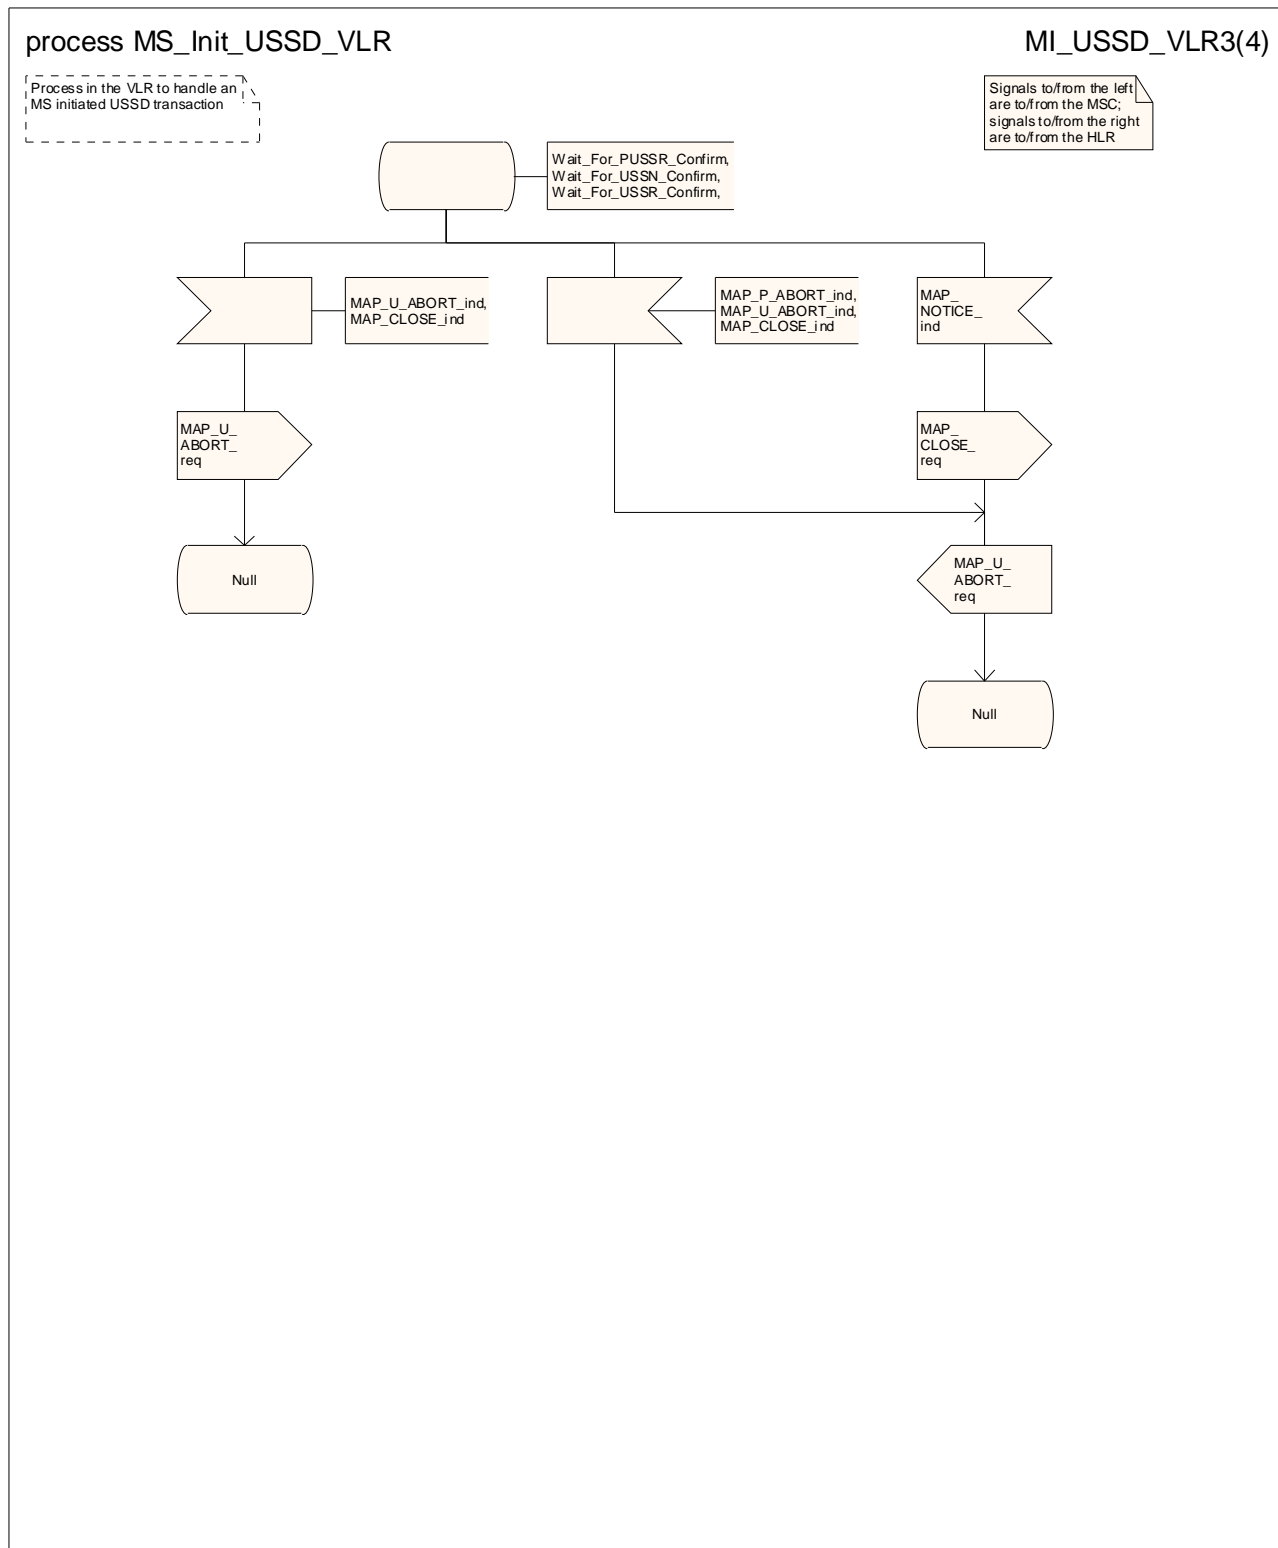 process MS_Init_USSD_VLR
MI_USSD_VLR3(4)
Process in the VLR to handle an
MS initiated USSD transaction
Signals to/from the left
are to/from the MSC;
signals to/from the right
are to/from the HLR
Wait_For_PUSSR_Confirm,
Wait_For_USSN_Confirm,
Wait_For_USSR_Confirm,
MAP_U_ABORT_ind,
MAP_CLOSE_ind
MAP_P_ABORT_ind,
MAP_U_ABORT_ind,
MAP_CLOSE_ind
MAP_
NOTICE_
ind
MAP_U_
ABORT_
req
MAP_
CLOSE_
req
Null
MAP_U_
ABORT_
req
Null